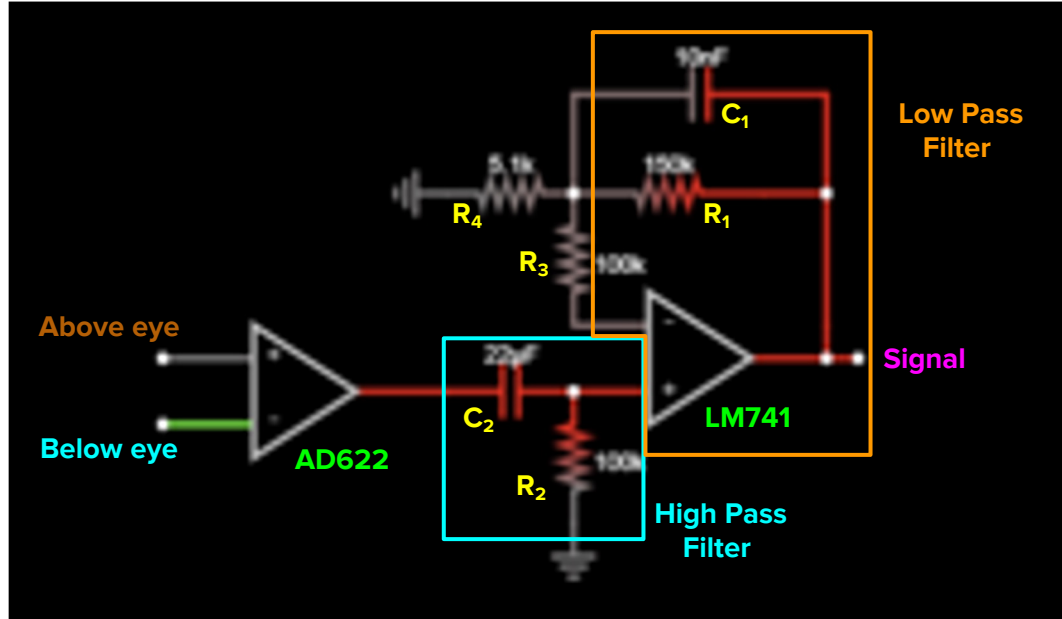 10nF
C₁
Low Pass
Filter
5.1k
150k
R₄
R₁
R₃
100k
Above eye
+
-
-
+
22µF
Signal
C₂
LM741
Below eye
AD622
100k
R₂
High Pass
Filter